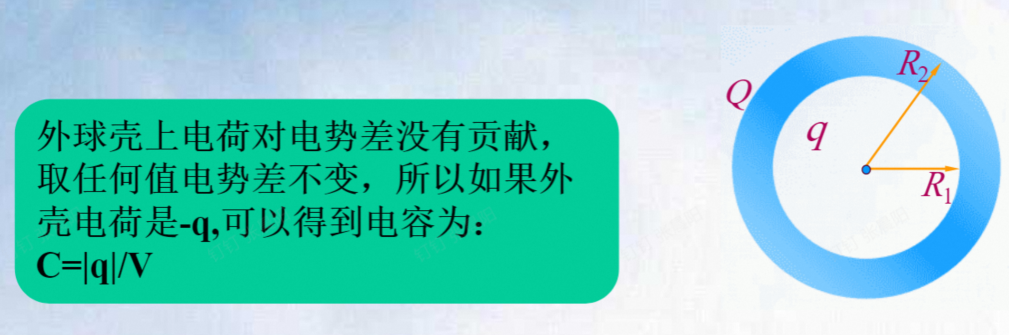 外球壳上电荷对电势差没有贡献，
取任何值电势差不变，所以如果外
壳电荷是-q,可以得到电容为：
C=|q|/V
Q
q
R₂
R₁